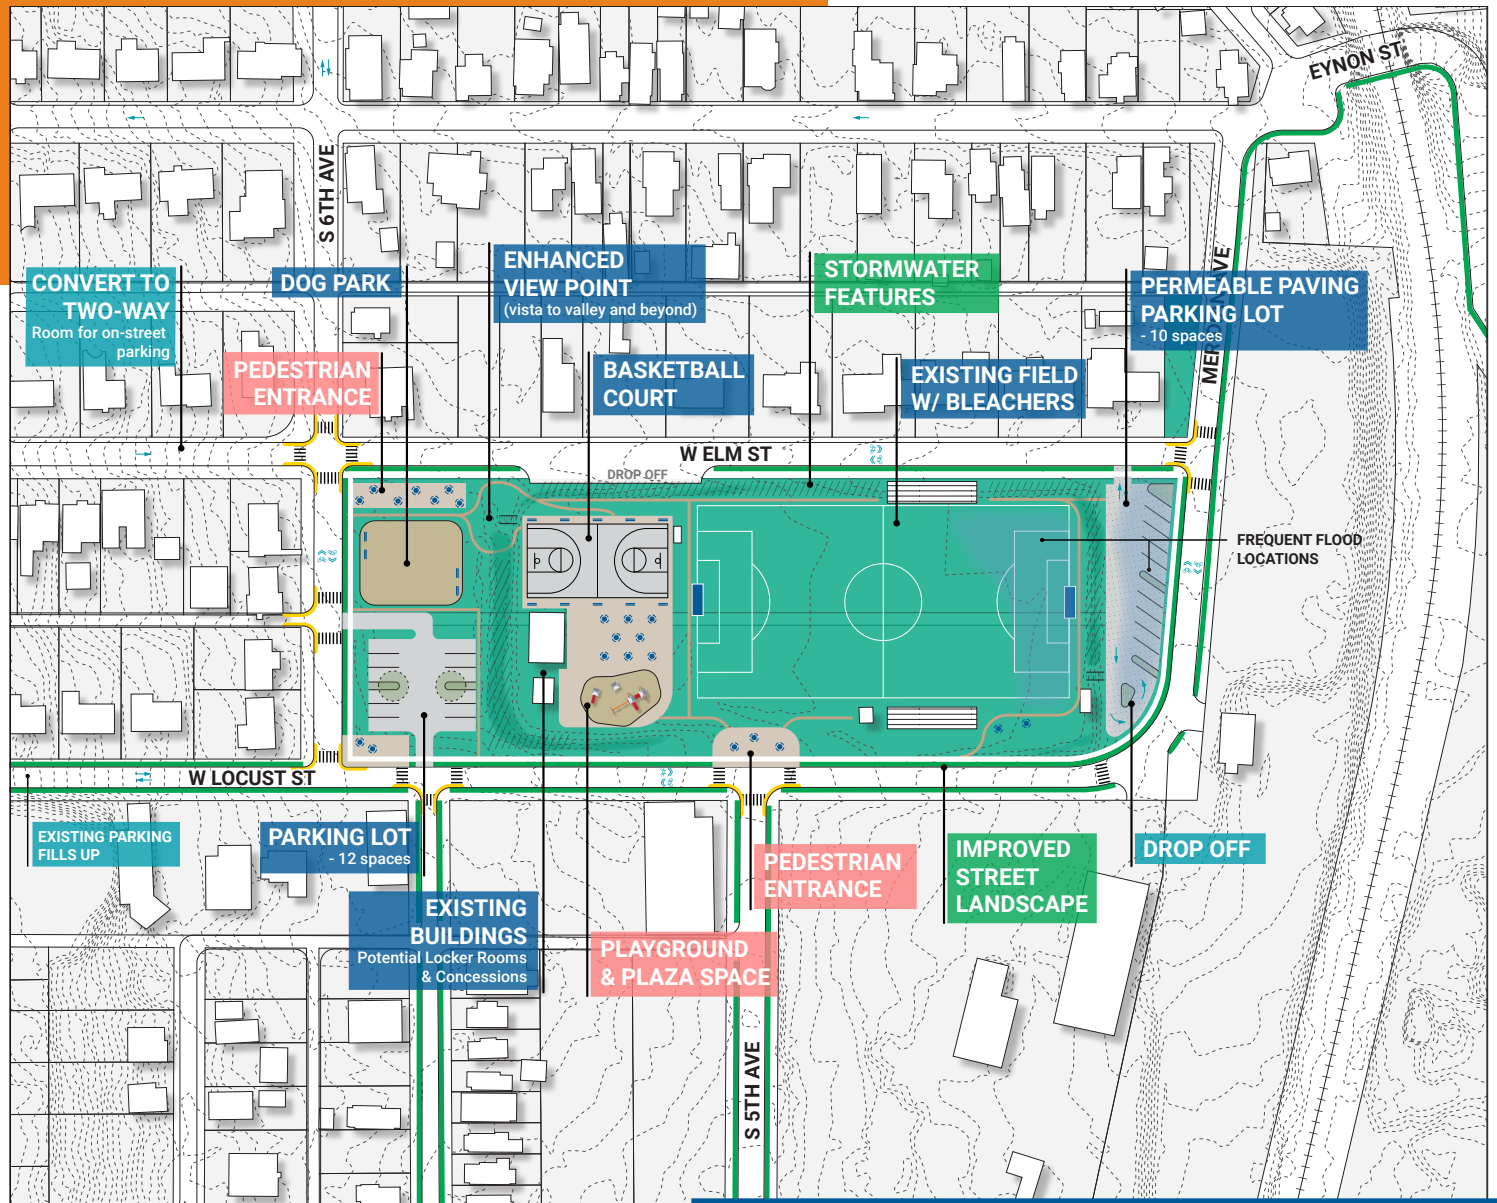 EYNON ST
S 6TH AVE
MERIDIAN AVE
CONVERT TO
TWO-WAY
Room for on-street
parking
DOG PARK
ENHANCED
VIEW POINT
(vista to valley and beyond)
STORMWATER
FEATURES
PERMEABLE PAVING
PARKING LOT
- 10 spaces
PEDESTRIAN
ENTRANCE
BASKETBALL
COURT
EXISTING FIELD
W/ BLEACHERS
W ELM ST
DROP OFF
FREQUENT FLOOD
LOCATIONS
W LOCUST ST
EXISTING PARKING
FILLS UP
PARKING LOT
- 12 spaces
PEDESTRIAN
ENTRANCE
IMPROVED
STREET
LANDSCAPE
DROP OFF
EXISTING
BUILDINGS
Potential Locker Rooms
& Concessions
PLAYGROUND
& PLAZA SPACE
S 5TH AVE